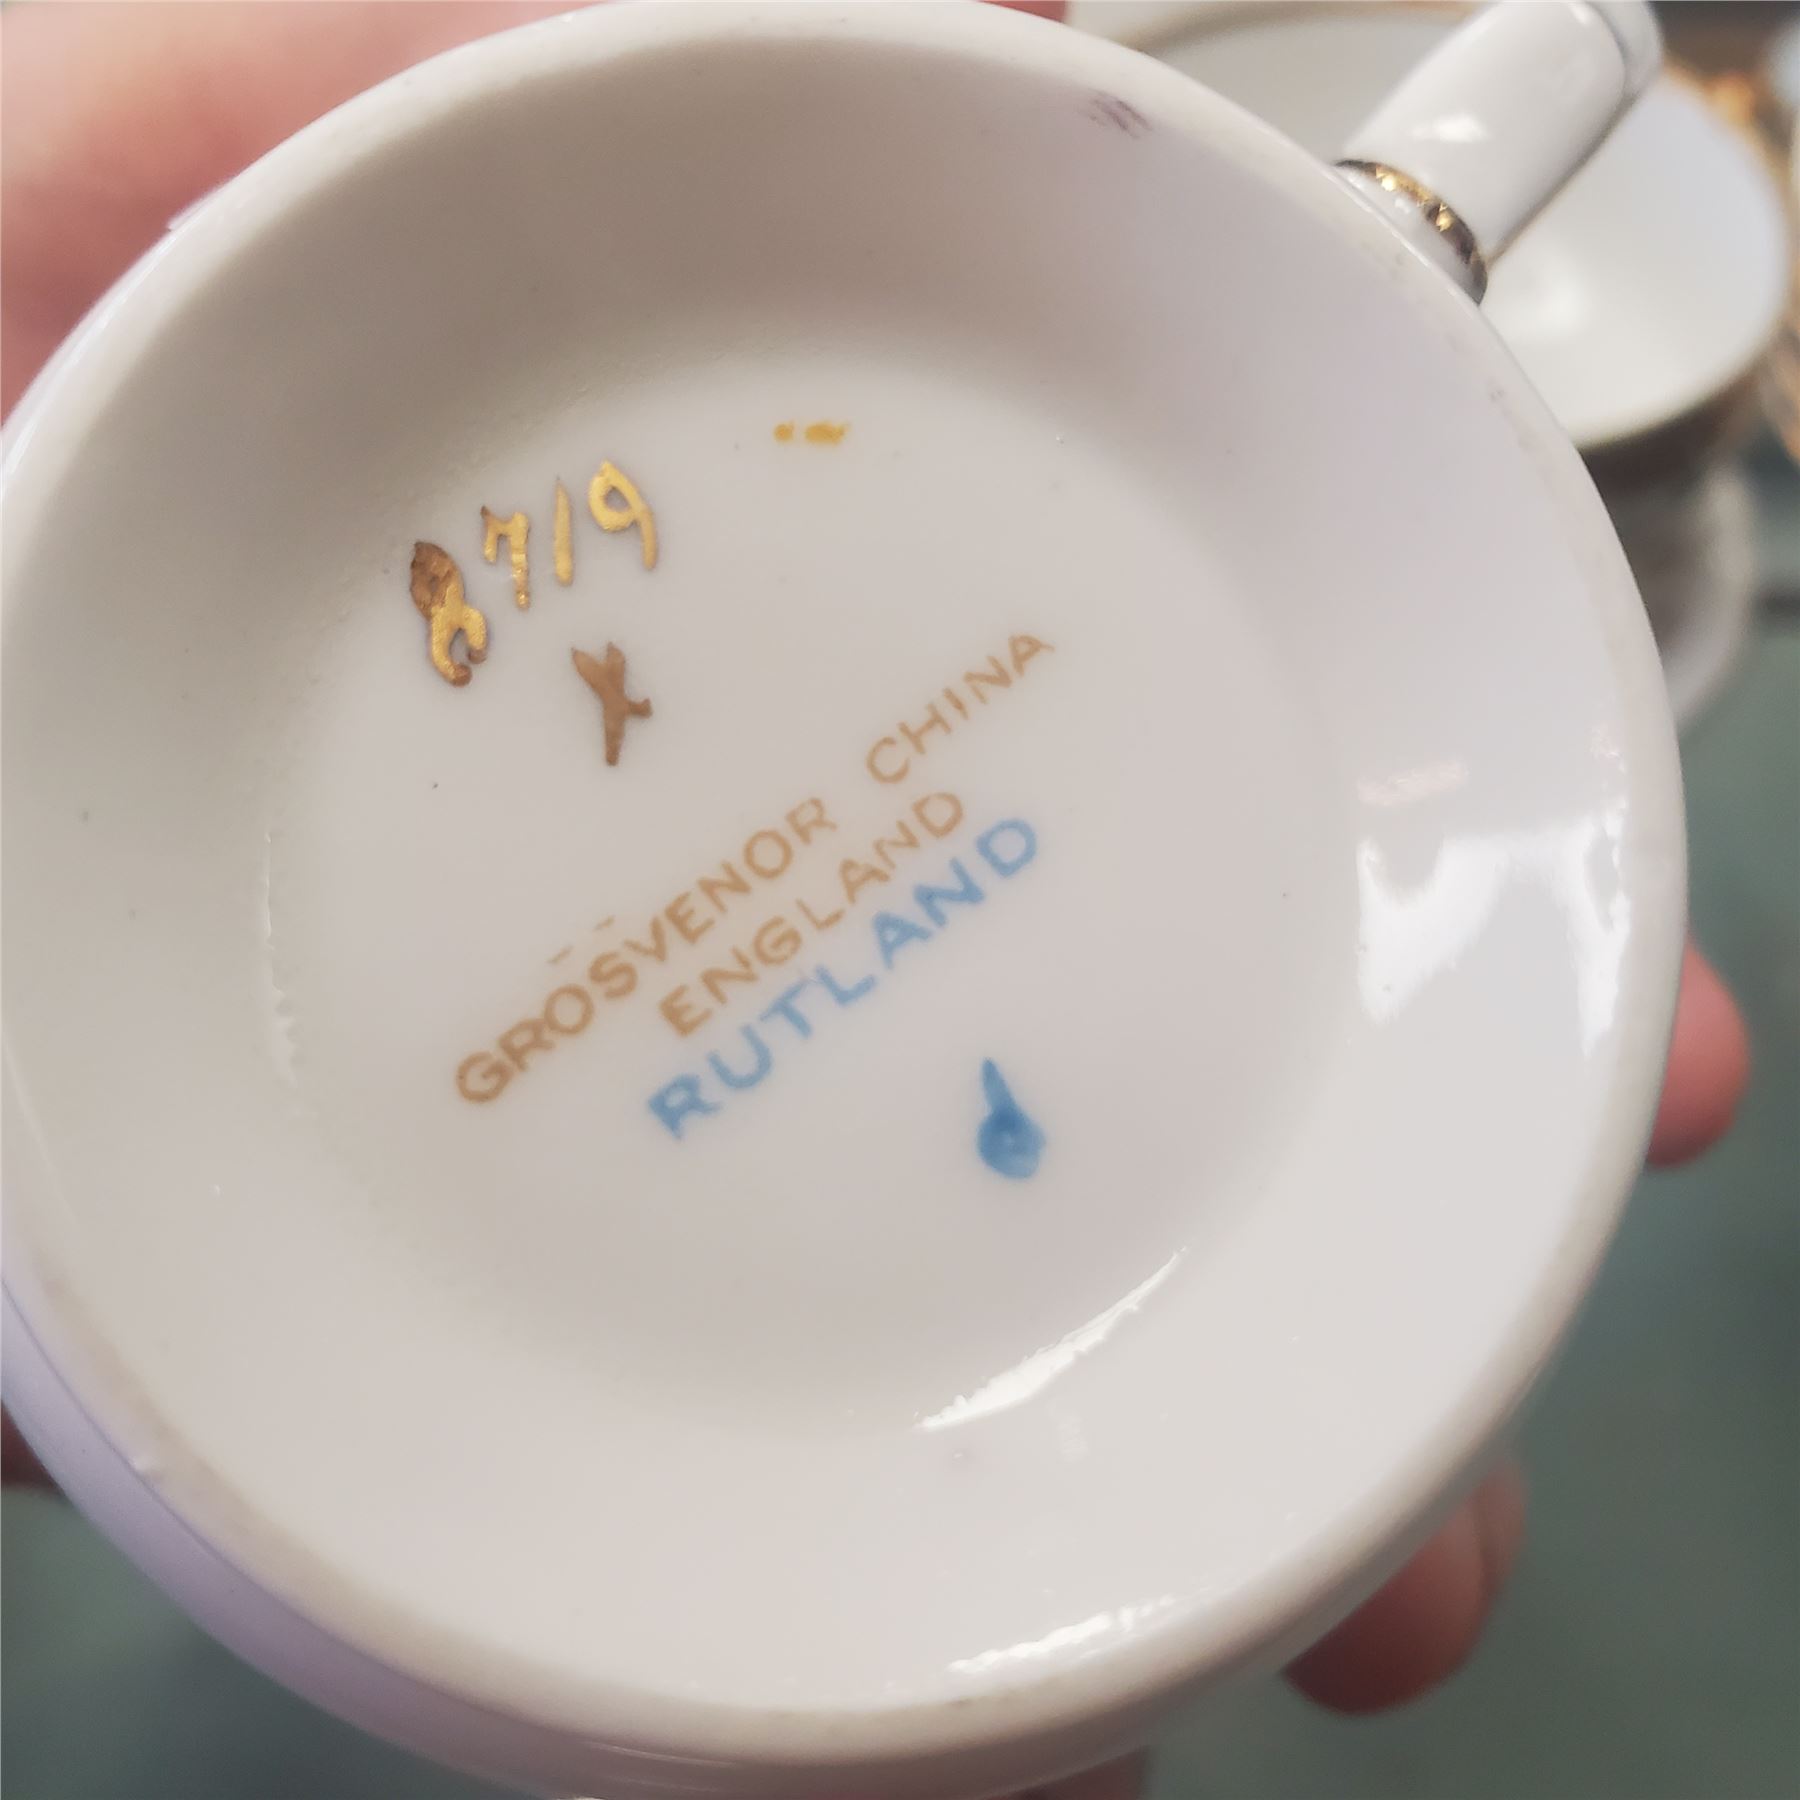 8719
X
GROSVENOR CHINA
ENGLAND
RUTLAND